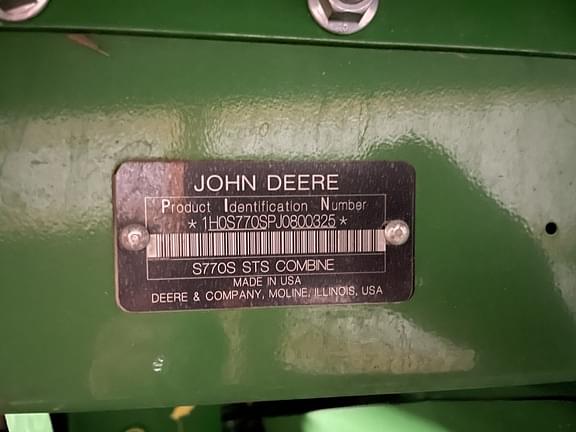 JOHN DEERE
Product Identification Number
*1H0S770SPJ0800325*
S770S STS COMBINE
MADE IN USA
DEERE & COMPANY, MOLINE, ILLINOIS, USA